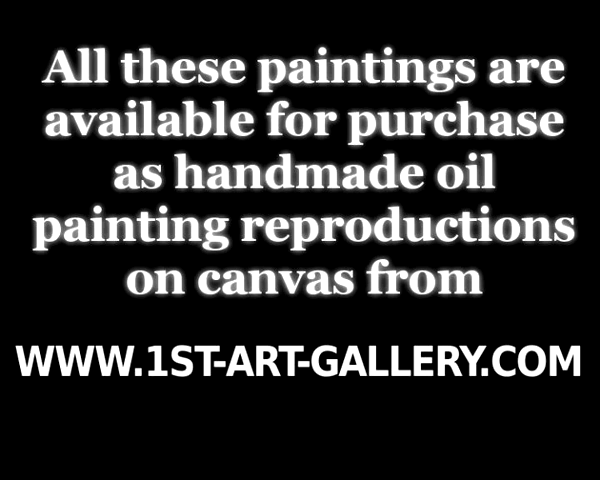 All these paintings are
available for purchase
as handmade oil
painting reproductions
on canvas from
WWW.1ST-ART-GALLERY.COM